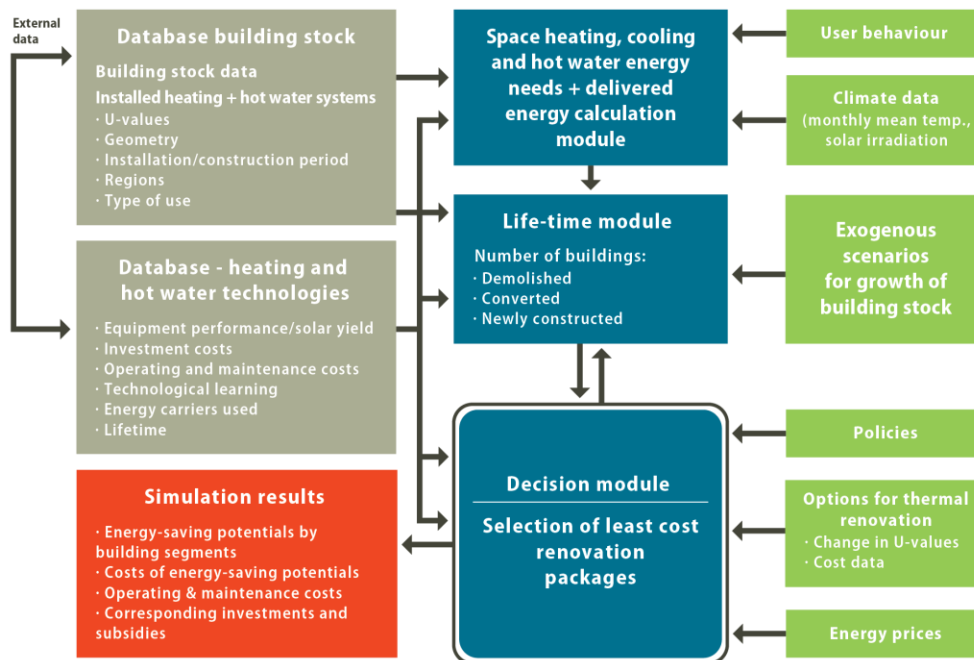 External
data
Database building stock
Building stock data
Installed heating + hot water systems
· U-values
· Geometry
· Installation/construction period
· Regions
· Type of use
Database - heating and
hot water technologies
· Equipment performance/solar yield
· Investment costs
· Operating and maintenance costs
· Technological learning
· Energy carriers used
· Lifetime
Simulation results
· Energy-saving potentials by
building segments
· Costs of energy-saving potentials
· Operating & maintenance costs
· Corresponding investments and
subsidies
Space heating, cooling
and hot water energy
needs + delivered
energy calculation
module
Life-time module
Number of buildings:
· Demolished
· Converted
· Newly constructed
Decision module
Selection of least cost
renovation
packages
User behaviour
Climate data
(monthly mean temp.,
solar irradiation
Exogenous
scenarios
for growth of
building stock
Policies
Options for thermal
renovation
· Change in U-values
· Cost data
Energy prices